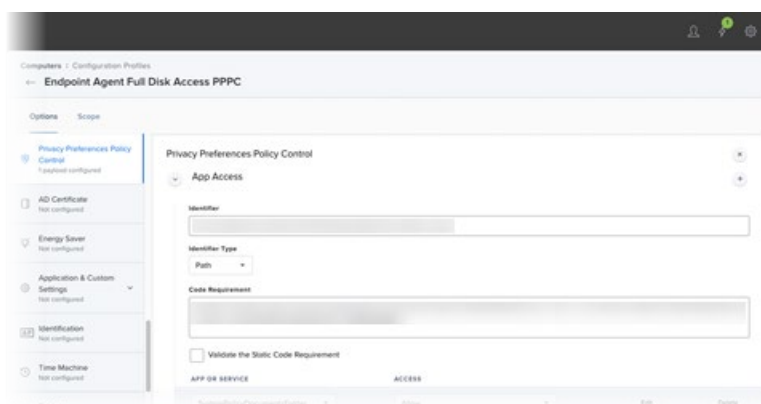 Computers : Configuration Profiles
← Endpoint Agent Full Disk Access PPPC
Options Scope
Privacy Preferences Policy
Control
1 payload configured
AD Certificate
Not configured
Energy Saver
Not configured
Application & Custom
Settings
Not configured
Identification
Not configured
Time Machine
Not configured
Privacy Preferences Policy Control
App Access
Identifier
Identifier Type
Path
Code Requirement
Validate the Static Code Requirement
APP OR SERVICE ACCESS
Edit Delete